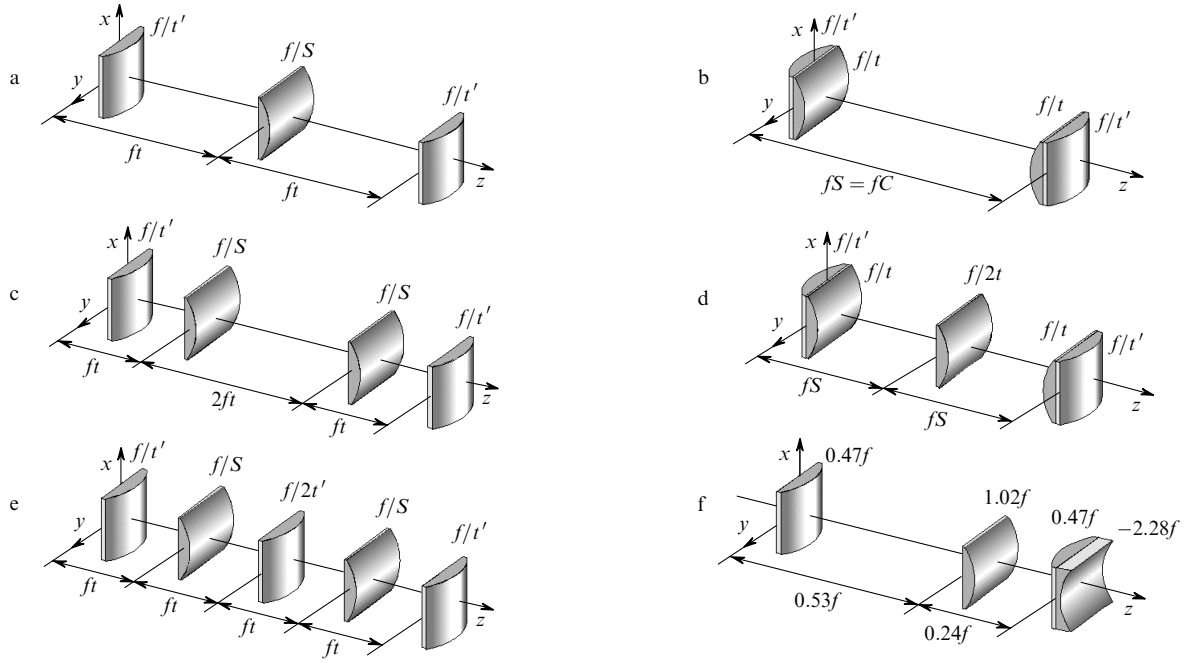 a
x
f/t′
y
f/S
f/t′
ft
ft
z
b
x
f/t′
f/t
y
f/t
f/t′
fS = fC
z
c
x
f/t′
y
f/S
f/S
f/t′
ft
2ft
ft
z
d
x
f/t′
f/t
y
f/2t
f/t
f/t′
fS
fS
z
e
x
f/t′
y
f/S
f/2t′
f/S
f/t′
ft
ft
ft
ft
z
f
x
0.47f
y
1.02f
0.47f
−2.28f
0.53f
0.24f
z